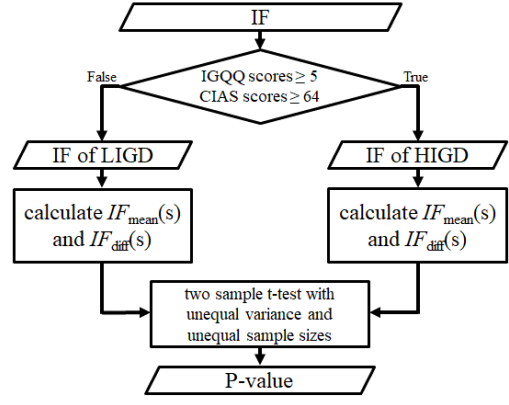 IF
IGQQ scores ≥ 5
CIAS scores ≥ 64
False
True
IF of LIGD
IF of HIGD
calculate IFmean(s)
and IFdiff(s)
calculate IFmean(s)
and IFdiff(s)
two sample t-test with
unequal variance and
unequal sample sizes
P-value